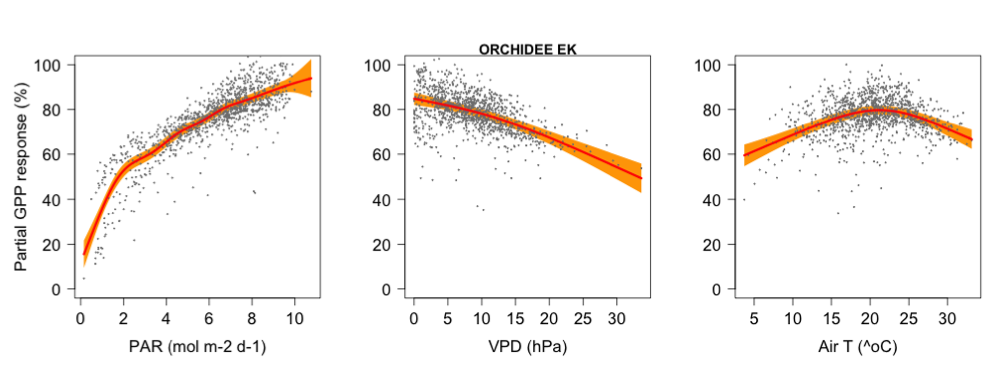 ORCHIDEE EK
Partial GPP response (%)
100
80
60
40
20
0
0 2 4 6 8 10
PAR (mol m-2 d-1)
100
80
60
40
20
0
0 5 10 15 20 25 30
VPD (hPa)
100
80
60
40
20
0
5 10 15 20 25 30
Air T (^oC)